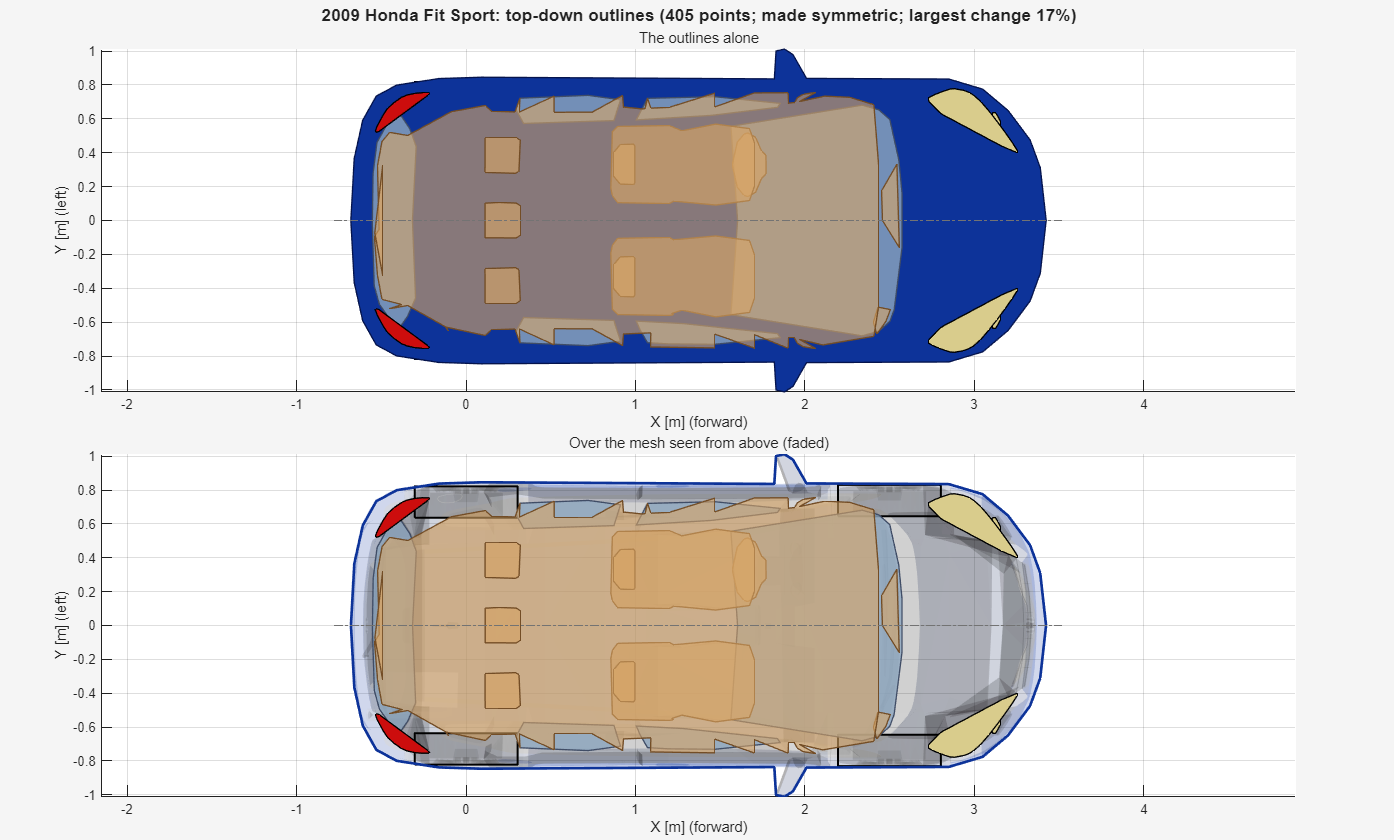 2009 Honda Fit Sport: top-down outlines (405 points; made symmetric; largest change 17%)
The outlines alone
1
0.8
0.6
0.4
0.2
0
-0.2
-0.4
-0.6
-0.8
-1
Y [m] (left)
-2 -1 0 1 2 3 4
X [m] (forward)
Over the mesh seen from above (faded)
1
0.8
0.6
0.4
0.2
0
-0.2
-0.4
-0.6
-0.8
-1
Y [m] (left)
-2 -1 0 1 2 3 4
X [m] (forward)